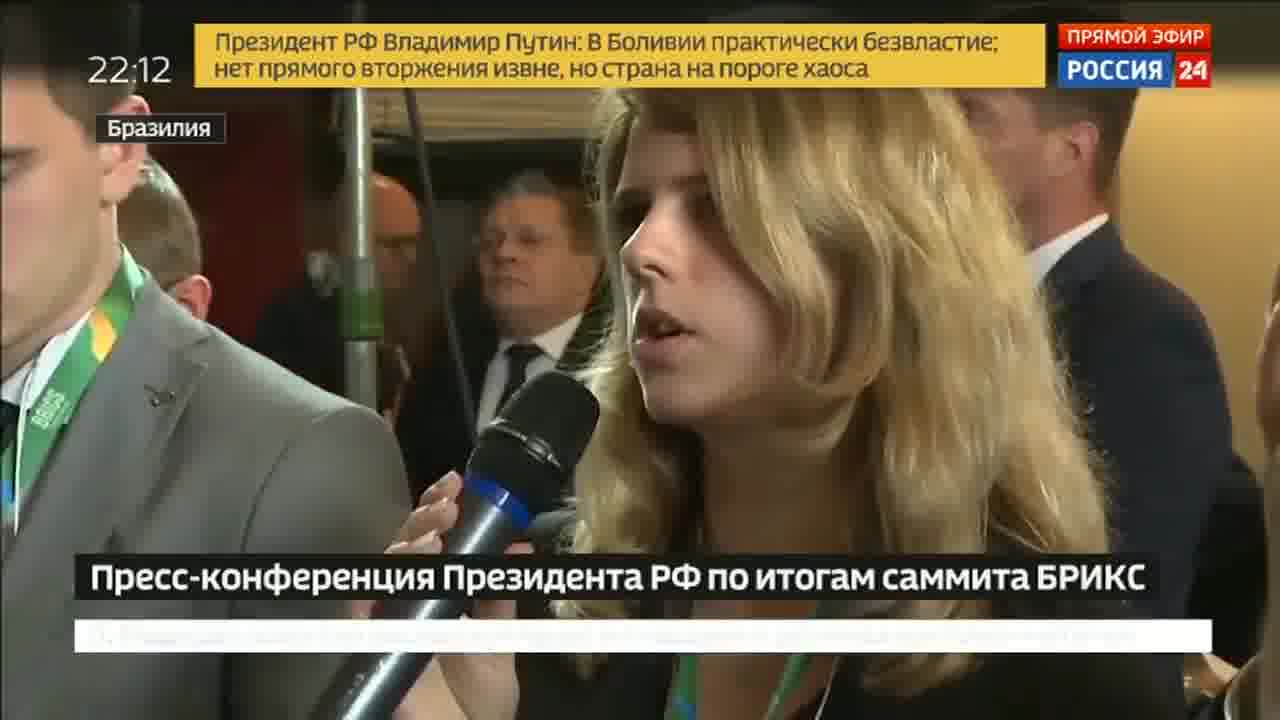 22:12
Президент РФ Владимир Путин: В Боливии практически безвластие;
нет прямого вторжения извне, но страна на пороге хаоса
ПРЯМОЙ ЭФИР
РОССИЯ 24
Бразилия
BRICS
Пресс-конференция Президента РФ по итогам саммита БРИКС